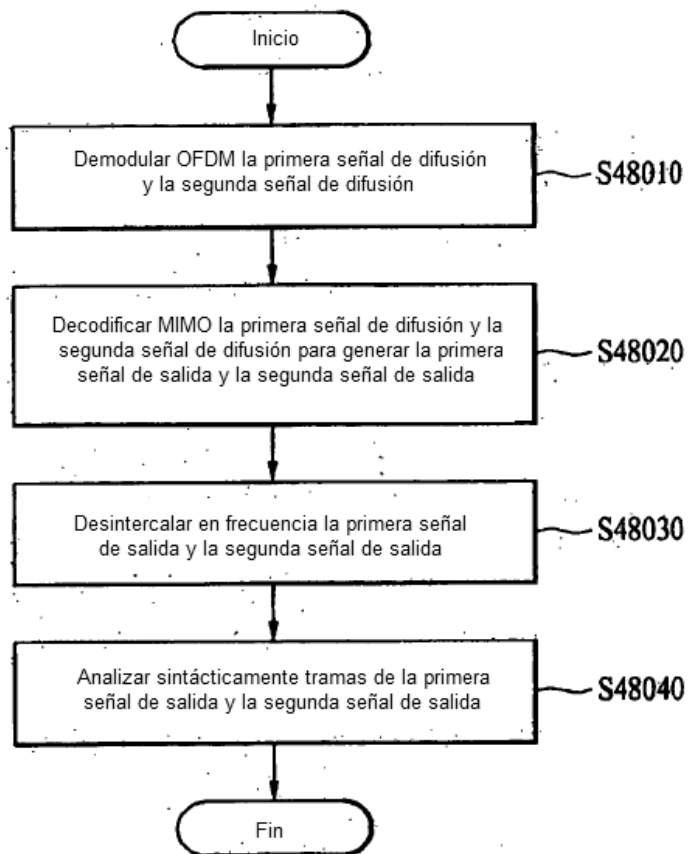 Inicio
Demodular OFDM la primera señal de difusión
y la segunda señal de difusión
S48010
Decodificar MIMO la primera señal de difusión y la
segunda señal de difusión para generar la primera
señal de salida y la segunda señal de salida
S48020
Desintercalar en frecuencia la primera señal
de salida y la segunda señal de salida
S48030
Analizar sintácticamente tramas de la primera
señal de salida y la segunda señal de salida
S48040
Fin